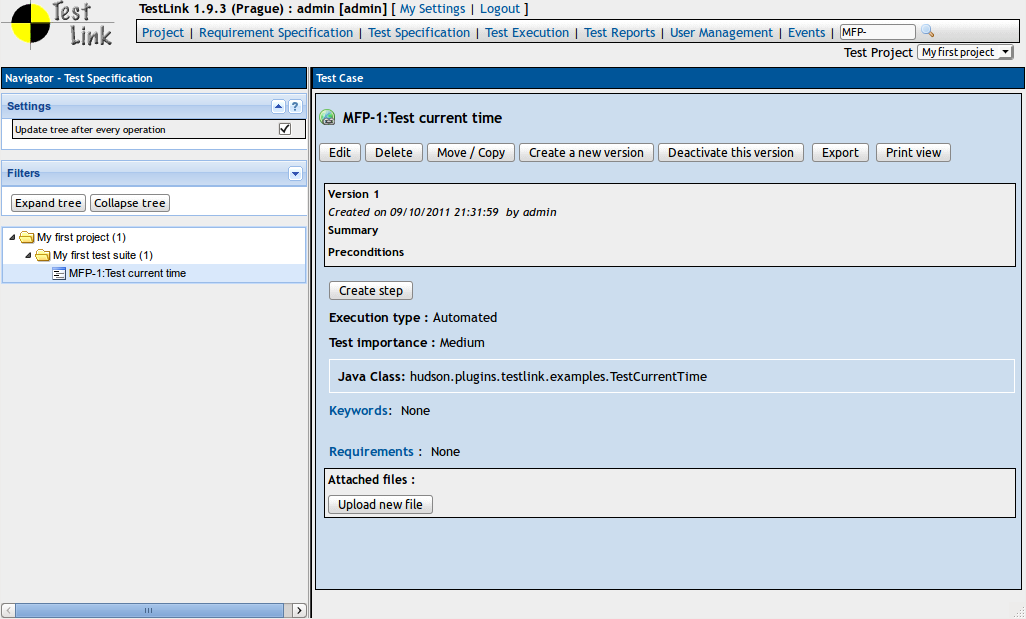 Test Link
TestLink 1.9.3 (Prague) : admin [admin] [ My Settings | Logout ]
Project | Requirement Specification | Test Specification | Test Execution | Test Reports | User Management | Events | MFP-
Test Project My first project
Navigator - Test Specification
Test Case
Settings ?
Update tree after every operation
Filters
Expand tree Collapse tree
My first project (1)
My first test suite (1)
MFP-1:Test current time
MFP-1:Test current time
Edit Delete Move / Copy Create a new version Deactivate this version Export Print view
Version 1
Created on 09/10/2011 21:31:59 by admin
Summary
Preconditions
Create step
Execution type : Automated
Test importance : Medium
Java Class: hudson.plugins.testlink.examples.TestCurrentTime
Keywords: None
Requirements : None
Attached files :
Upload new file